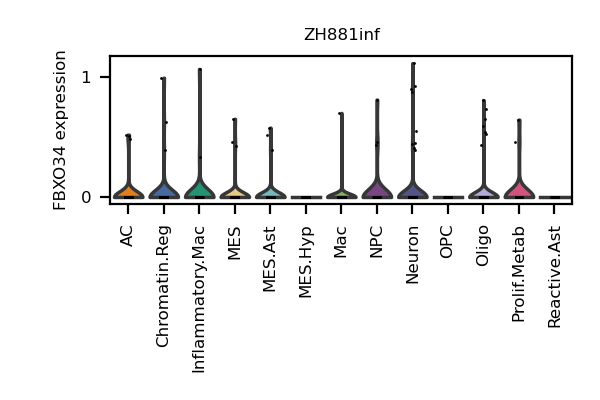 ZH881inf
FBXO34 expression
1
0
AC
Chromatin.Reg
Inflammatory.Mac
MES
MES.Ast
MES.Hyp
Mac
NPC
Neuron
OPC
Oligo
Prolif.Metab
Reactive.Ast